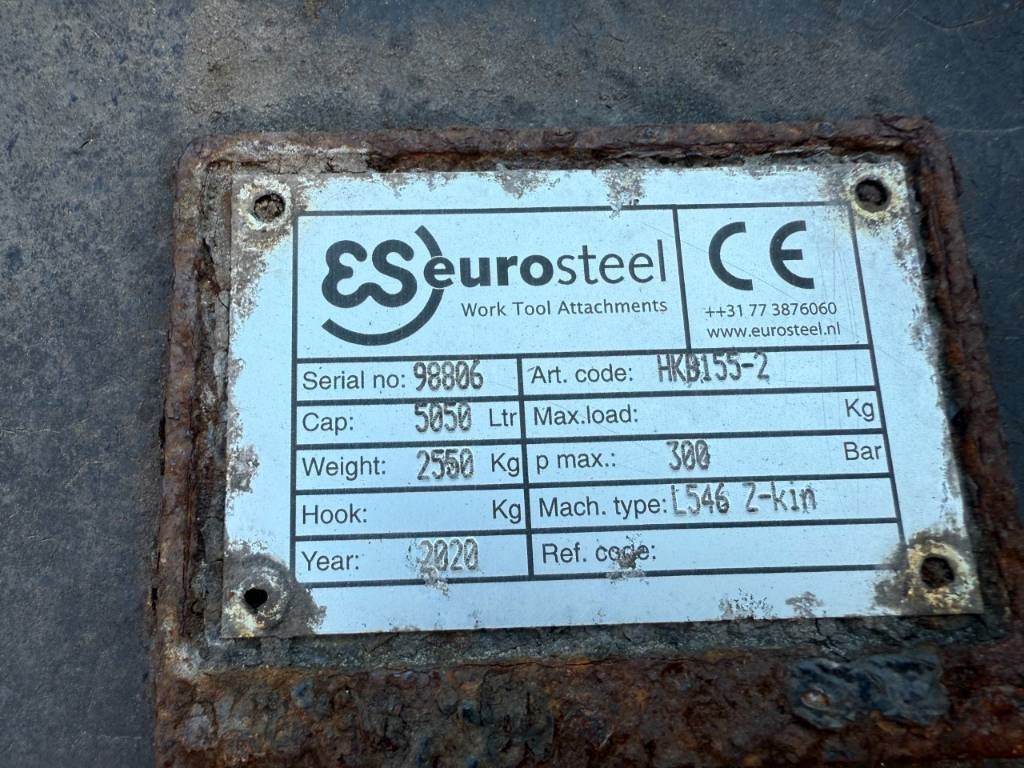 ES eurosteel
Work Tool Attachments
CE
++31 77 3876060
www.eurosteel.nl
Serial no: 98806 Art. code: HKB155-2
Cap: 5050 Ltr Max.load: Kg
Weight: 2550 Kg p max.: 300 Bar
Hook: Kg Mach. type: L546 Z-kin
Year: 2020 Ref. code: